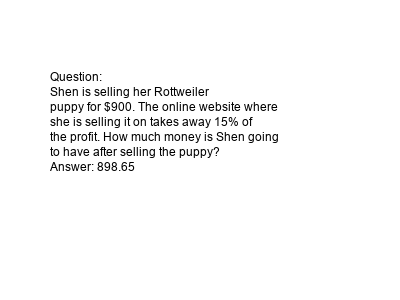 Question:
Shen is selling her Rottweiler
puppy for $900. The online website where
she is selling it on takes away 15% of
the profit. How much money is Shen going
to have after selling the puppy?
Answer: 898.65